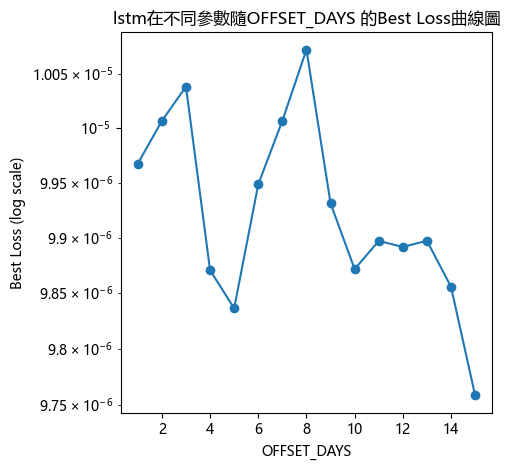 lstm在不同參數隨OFFSET_DAYS 的Best Loss曲線圖
Best Loss (log scale)
1.005 × 10⁻⁵
10⁻⁵
9.95 × 10⁻⁶
9.9 × 10⁻⁶
9.85 × 10⁻⁶
9.8 × 10⁻⁶
9.75 × 10⁻⁶
2 4 6 8 10 12 14
OFFSET_DAYS